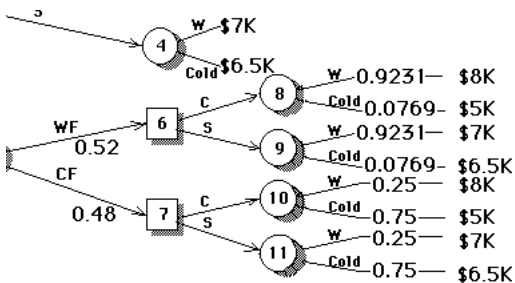 S
W $7K
4
Cold $6.5K
W 0.9231 $8K
8
C
Cold 0.0769 $5K
WF 6
0.52
S
W 0.9231 $7K
9
Cold 0.0769 $6.5K
CF
W 0.25 $8K
C 10
0.48 7
Cold 0.75 $5K
S
W 0.25 $7K
11
Cold 0.75 $6.5K